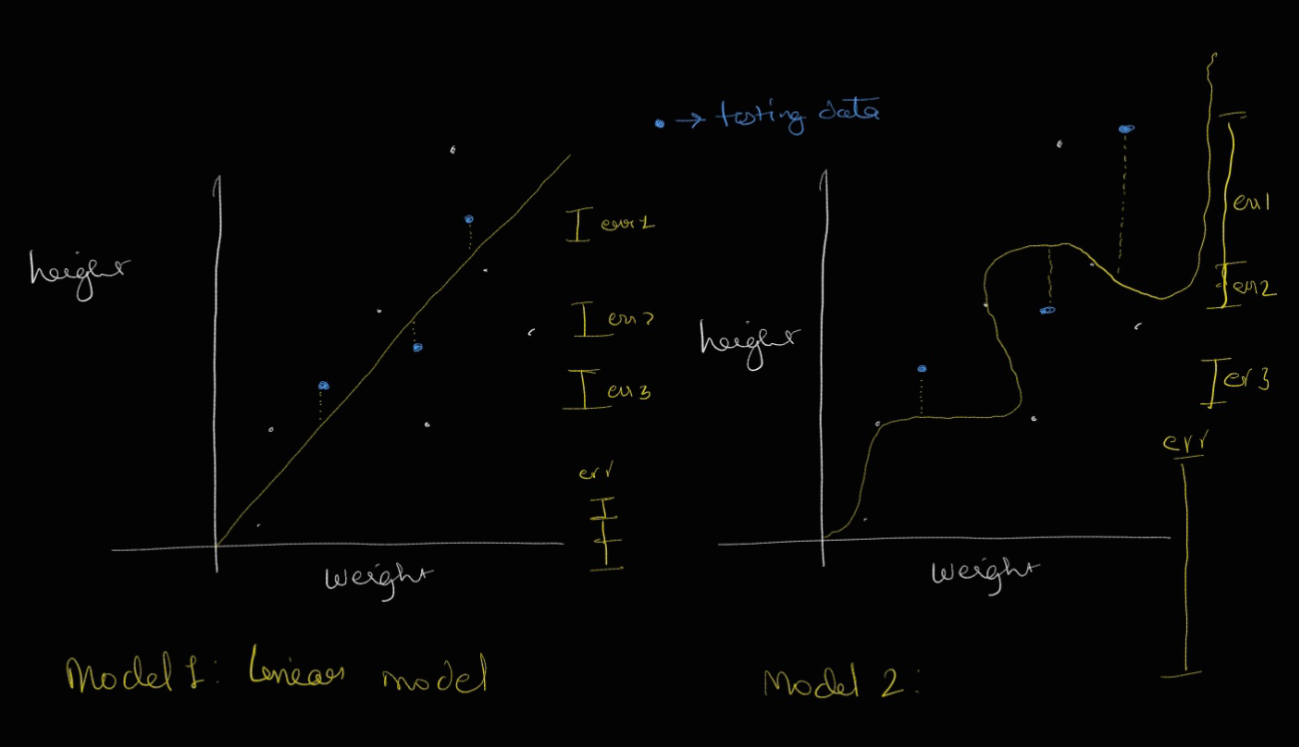 → testing data
height
err1
err2
err3
err
weight
Model 1: Linear model
height
err1
err2
err3
err
weight
Model 2: